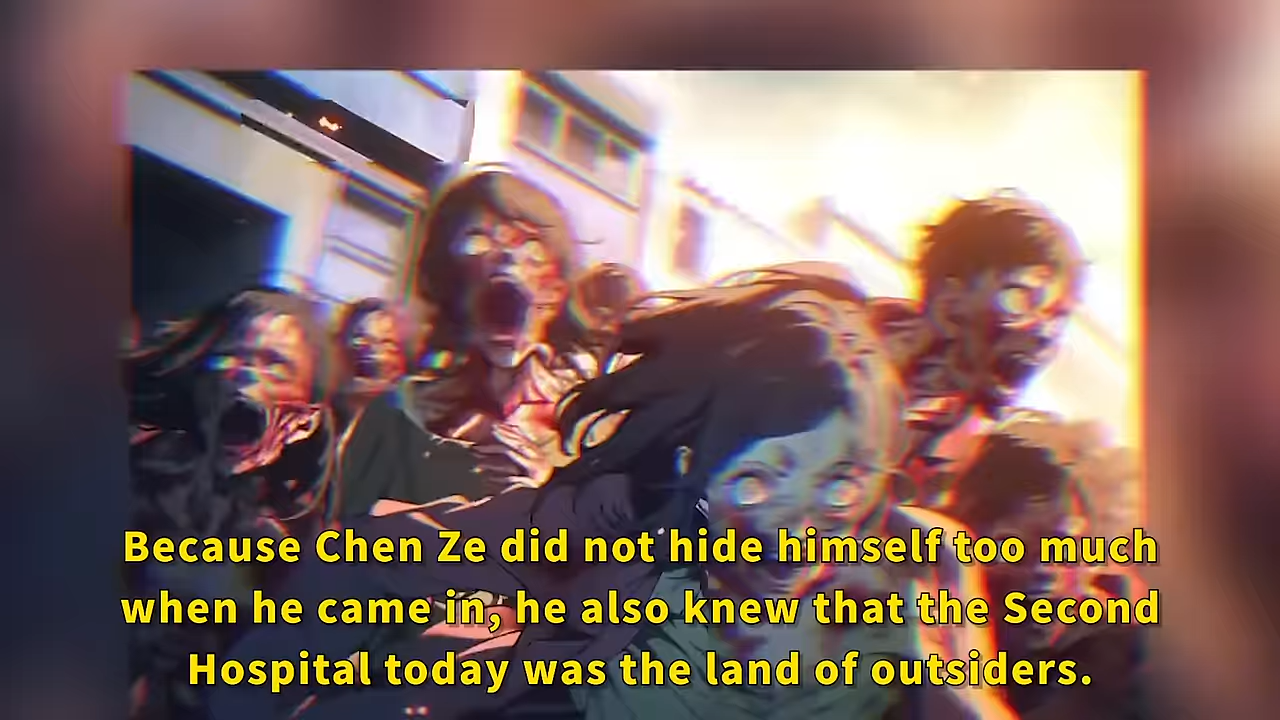 Because Chen Ze did not hide himself too much
when he came in, he also knew that the Second
Hospital today was the land of outsiders.